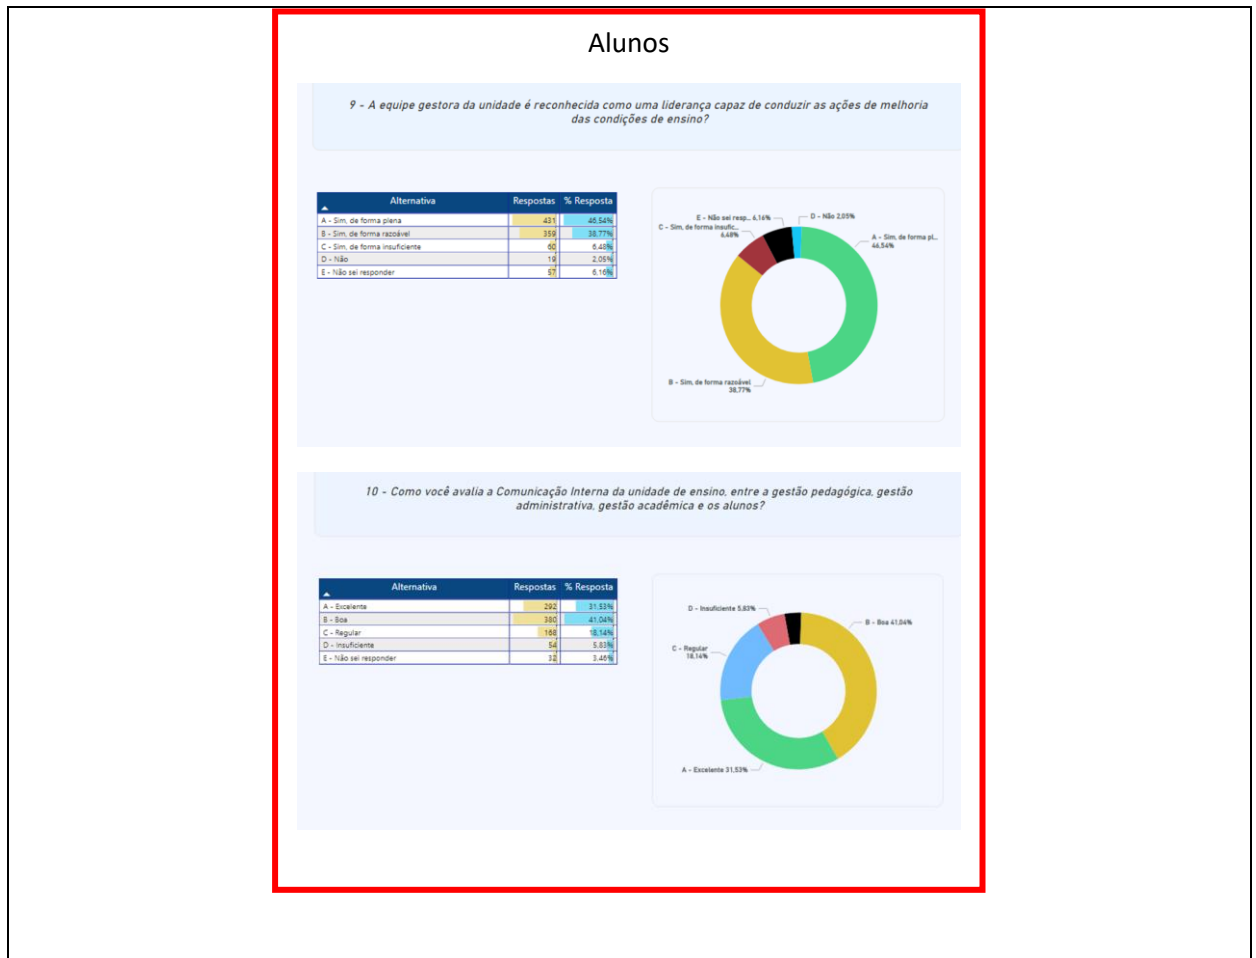 Alunos
9 - A equipe gestora da unidade é reconhecida como uma liderança capaz de conduzir as ações de melhoria
das condições de ensino?
Alternativa Respostas % Resposta
A - Sim, de forma plena 431 46,54%
B - Sim, de forma razoável 359 38,77%
C - Sim, de forma insuficiente 60 6,48%
D - Não 19 2,05%
E - Não sei responder 57 6,16%
E - Não sei resp... 6,16%
D - Não 2,05%
C - Sim, de forma insufic...
6,48%
A - Sim, de forma pl...
46,54%
B - Sim, de forma razoável
38,77%
10 - Como você avalia a Comunicação Interna da unidade de ensino, entre a gestão pedagógica, gestão
administrativa, gestão acadêmica e os alunos?
Alternativa Respostas % Resposta
A - Excelente 292 31,53%
B - Boa 380 41,04%
C - Regular 168 18,14%
D - Insuficiente 54 5,83%
E - Não sei responder 32 3,46%
D - Insuficiente 5,83%
B - Boa 41,04%
C - Regular
18,14%
A - Excelente 31,53%